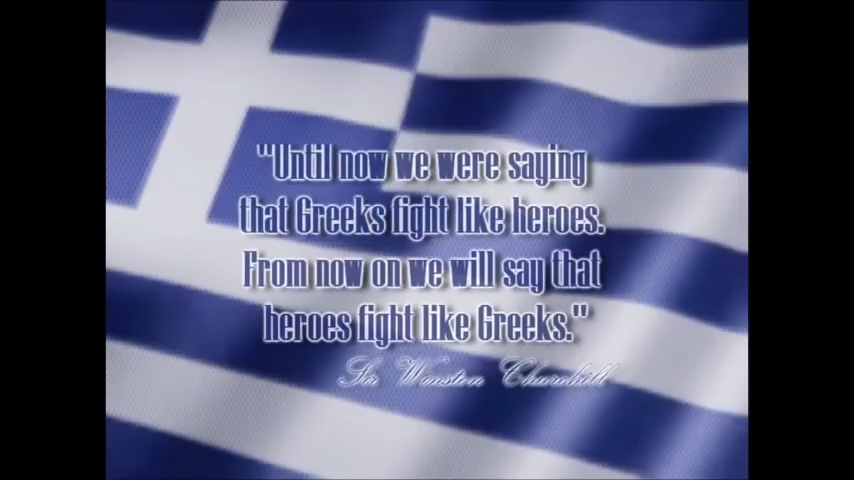 "Until now we were saying
that Greeks fight like heroes.
From now on we will say that
heroes fight like Greeks."
Sir Winston Churchill